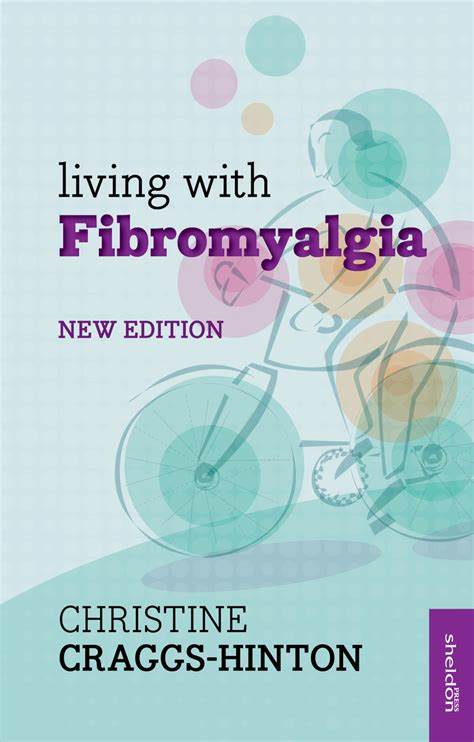 living with
Fibromyalgia
NEW EDITION
CHRISTINE
CRAGGS-HINTON
sheldon
PRESS